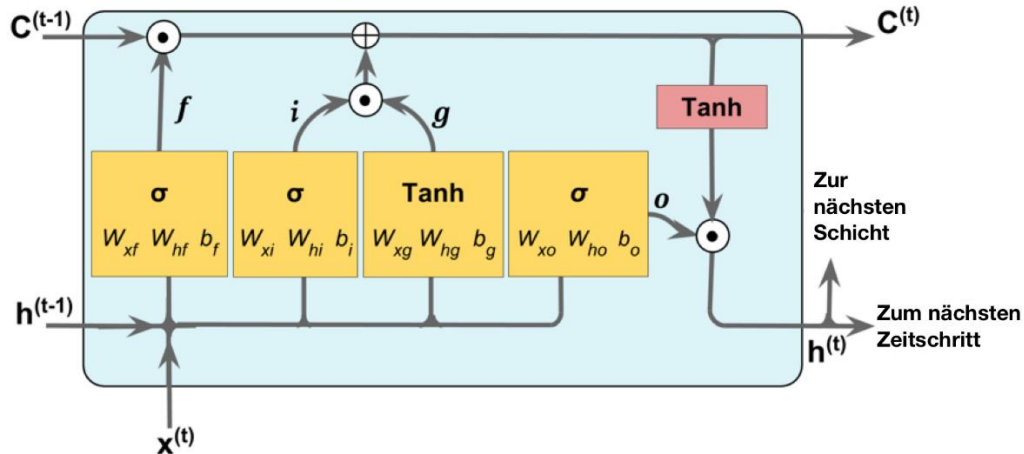 C(t-1)
C(t)
f
i
g
Tanh
σ
Wxf Whf bf
σ
Wxi Whi bi
Tanh
Wxg Whg bg
σ
Wxo Who bo
o
Zur
nächsten
Schicht
h(t-1)
Zum nächsten
Zeitschritt
h(t)
x(t)